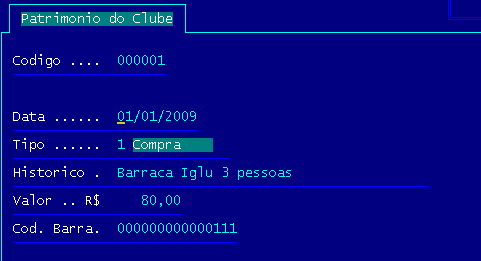 Patrimonio do Clube
Codigo .... 000001
Data ...... 01/01/2009
Tipo ...... 1 Compra
Historico . Barraca Iglu 3 pessoas
Valor .. R$ 80,00
Cod. Barra. 000000000000111